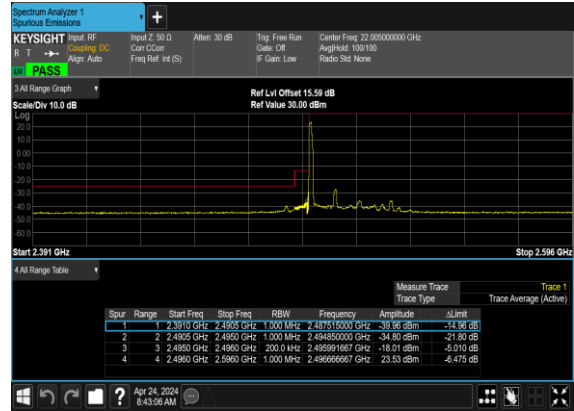 Spectrum Analyzer 1
Spurious Emissions
KEYSIGHT Input: RF Input Z: 50 Ω Atten: 30 dB Trig: Free Run Center Freq: 22.005000000 GHz
R T Coupling: DC Corr CCorr Gate: Off Avg|Hold: 100/100
Align: Auto Freq Ref: Int (S) IF Gain: Low Radio Std: None
LM PASS
3 All Range Graph
Ref Lvl Offset 15.59 dB
Scale/Div 10.0 dB Ref Value 30.00 dBm
Log
20.0
10.0
0.00
-10.0
-20.0
-30.0
-40.0
-50.0
-60.0
Start 2.391 GHz Stop 2.596 GHz
4 All Range Table
Measure Trace Trace 1
Trace Type Trace Average (Active)
Spur Range Start Freq Stop Freq RBW Frequency Amplitude ΔLimit
1 1 2.3910 GHz 2.4905 GHz 1.000 MHz 2.487515000 GHz -39.96 dBm -14.96 dB
2 2 2.4905 GHz 2.4950 GHz 1.000 MHz 2.494850000 GHz -34.80 dBm -21.80 dB
3 3 2.4950 GHz 2.4960 GHz 200.0 kHz 2.495991667 GHz -18.01 dBm -5.010 dB
4 4 2.4960 GHz 2.5960 GHz 1.000 MHz 2.496666667 GHz 23.53 dBm -6.475 dB
? Apr 24, 2024
8:43:06 AM